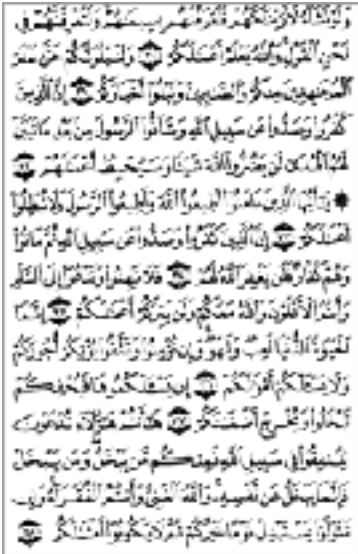 ولو نشاء لأريناكهم فلعرفتهم بسيماهم ولتعرفنهم في
لحن القول والله يعلم أعمالكم ۝ ولنبلونكم حتى نعلم
المجاهدين منكم والصابرين ونبلوا أخباركم ۝ إن الذين
كفروا وصدوا عن سبيل الله وشاقوا الرسول من بعد ما تبين
لهم الهدى لن يضروا الله شيئا وسيحبط أعمالهم ۝
۞ يا أيها الذين آمنوا أطيعوا الله وأطيعوا الرسول ولا تبطلوا
أعمالكم ۝ إن الذين كفروا وصدوا عن سبيل الله ثم ماتوا
وهم كفار فلن يغفر الله لهم ۝ فلا تهنوا وتدعوا إلى السلم
وأنتم الأعلون والله معكم ولن يتركم أعمالكم ۝ إنما
الحياة الدنيا لعب ولهو وإن تؤمنوا وتتقوا يؤتكم أجوركم
ولا يسألكم أموالكم ۝ إن يسألكموها فيحفكم
تبخلوا ويخرج أضغانكم ۝ هاأنتم هؤلاء تدعون
لتنفقوا في سبيل الله فمنكم من يبخل ومن يبخل
فإنما يبخل عن نفسه والله الغني وأنتم الفقراء وإن
تتولوا يستبدل قوما غيركم ثم لا يكونوا أمثالكم ۝